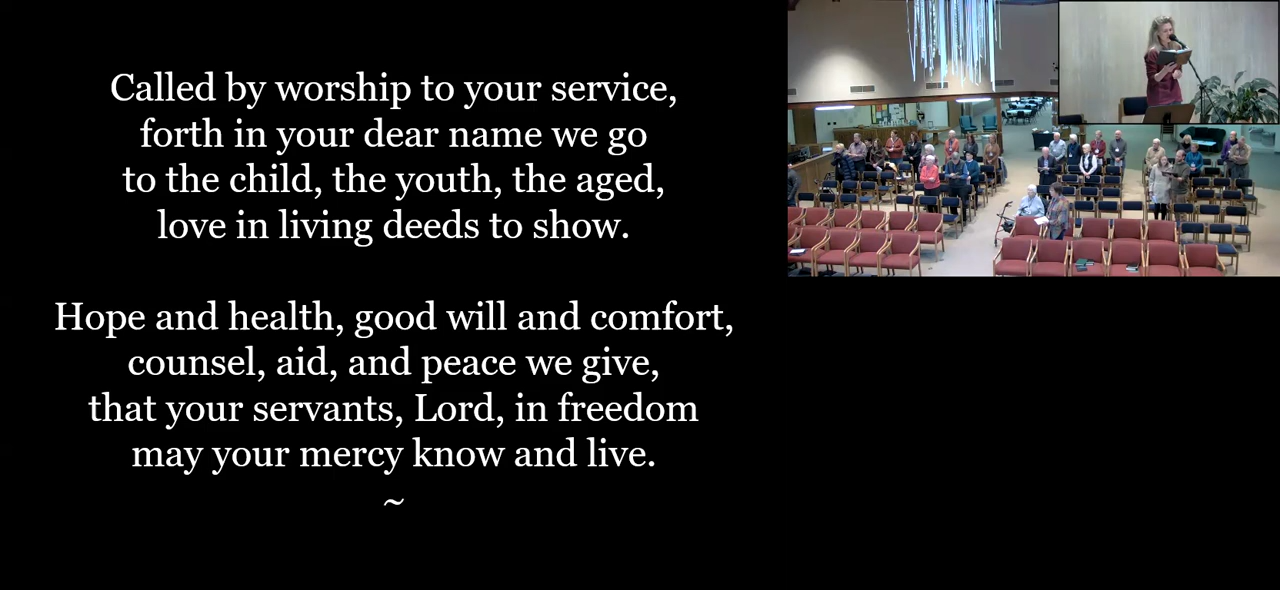 Called by worship to your service,
forth in your dear name we go
to the child, the youth, the aged,
love in living deeds to show.
Hope and health, good will and comfort,
counsel, aid, and peace we give,
that your servants, Lord, in freedom
may your mercy know and live.
~